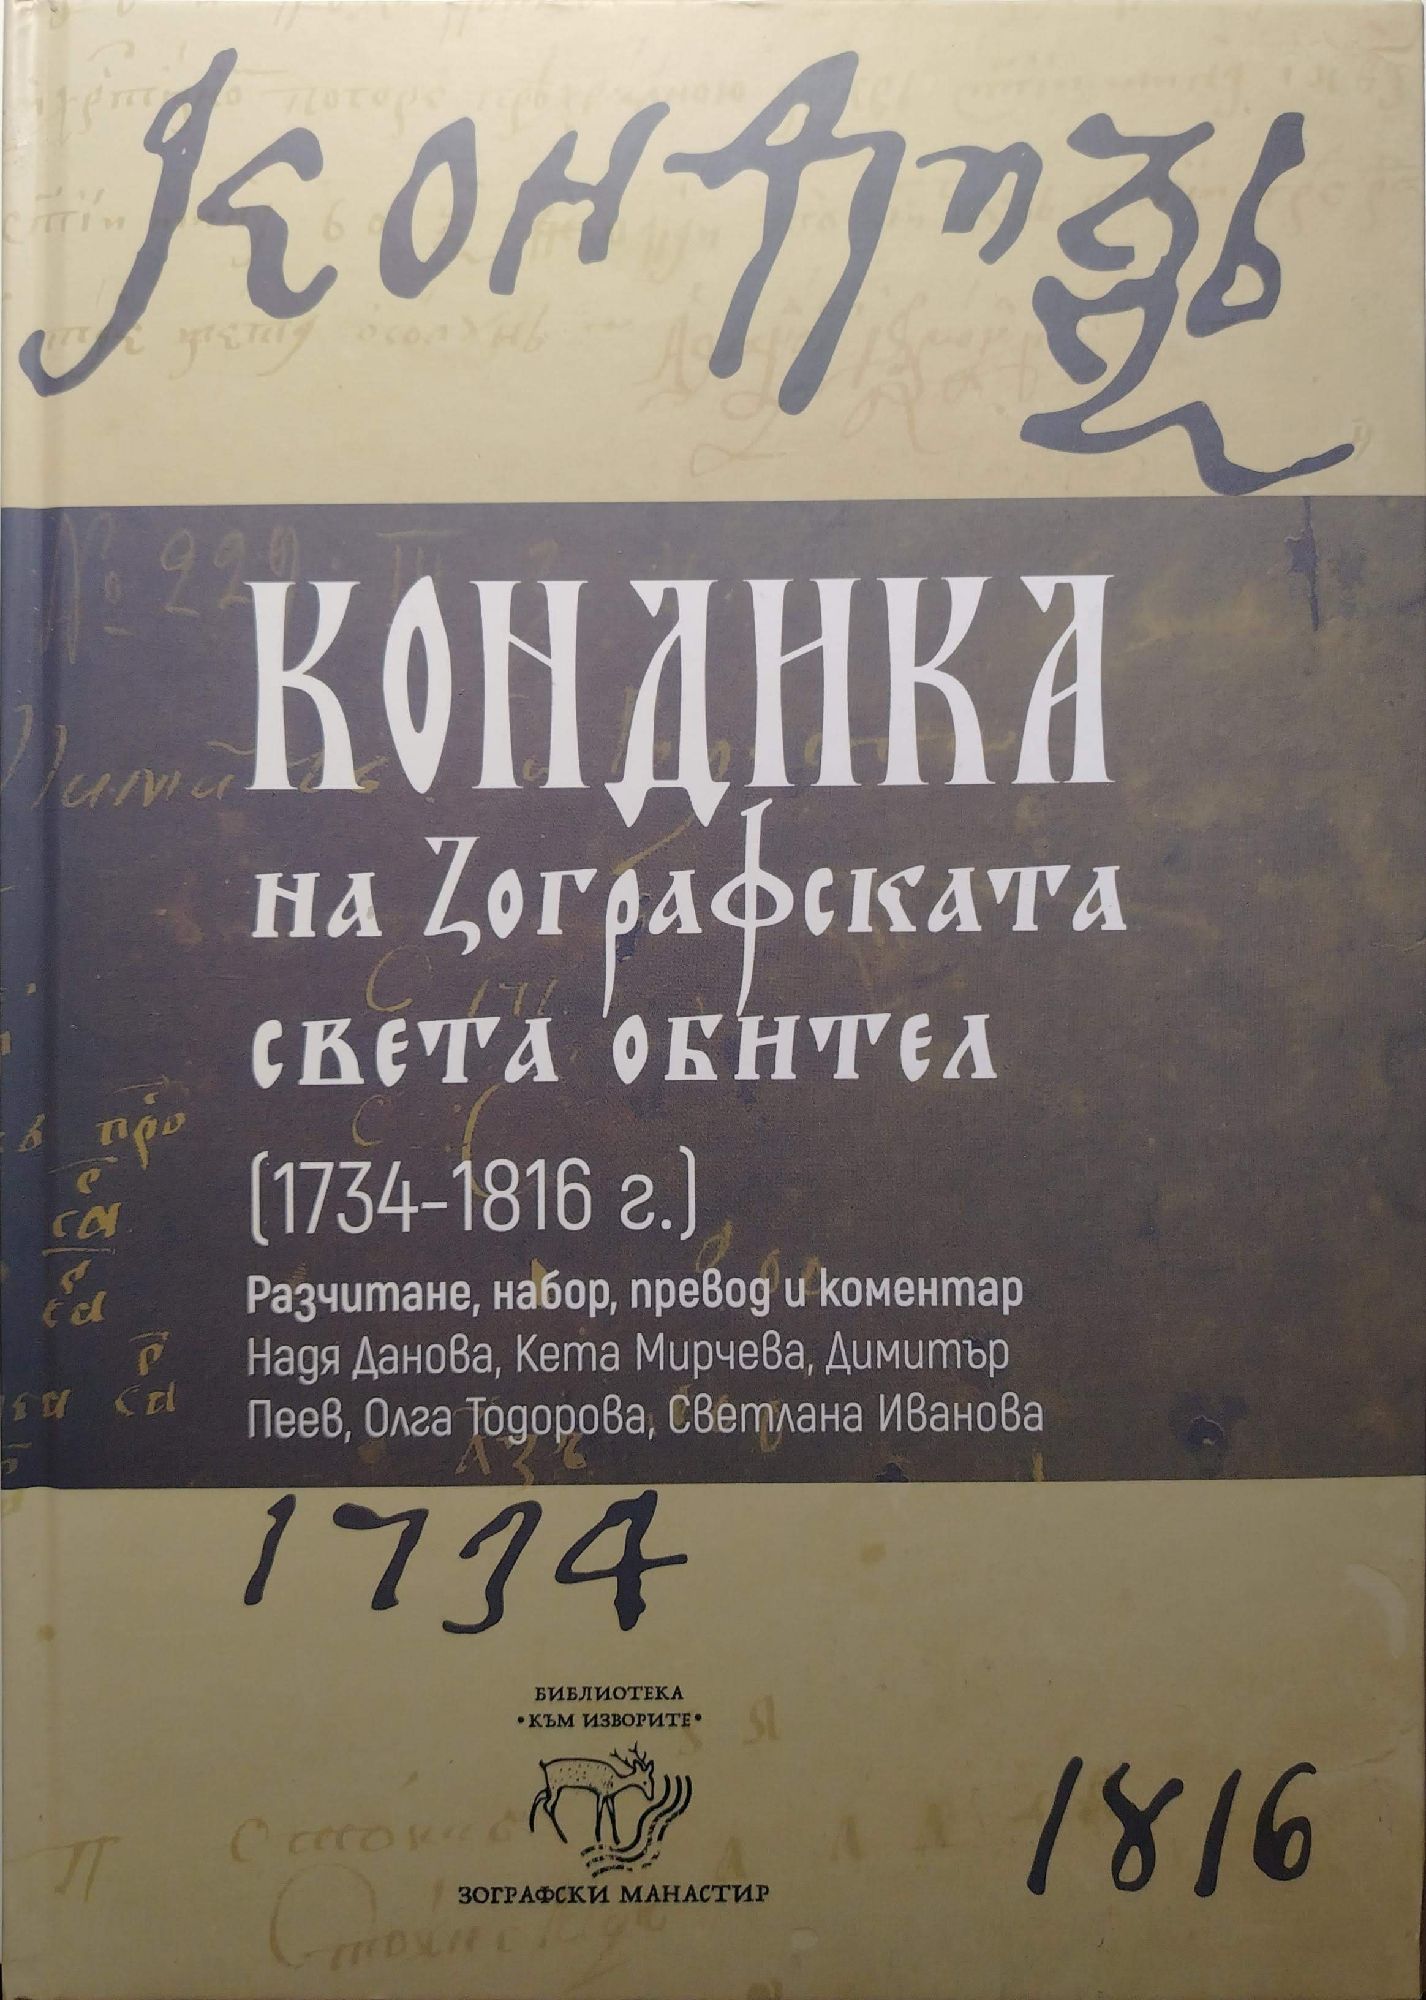 КОНДИКА
на Зографската
света обител
(1734–1816 г.)
Разчитане, набор, превод и коментар
Надя Данова, Кета Мирчева, Димитър
Пеев, Олга Тодорова, Светлана Иванова
1734
БИБЛИОТЕКА
• КЪМ ИЗВОРИТЕ •
1816
ЗОГРАФСКИ МАНАСТИР